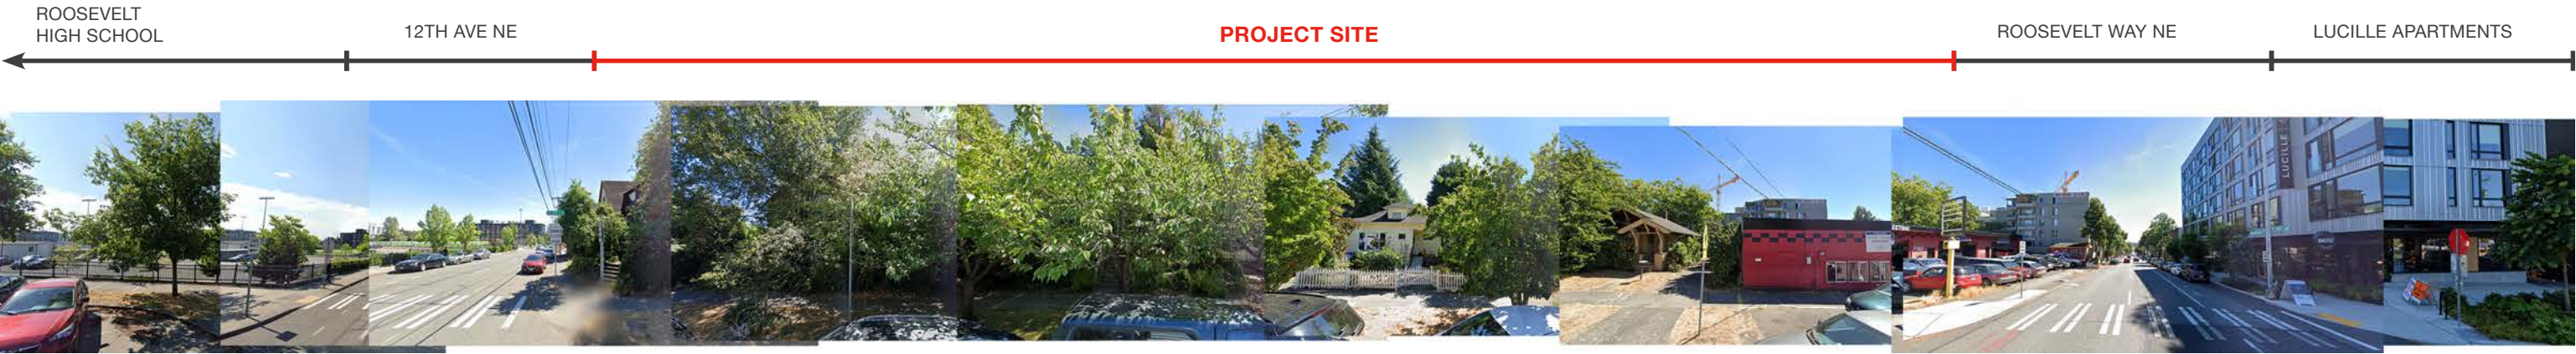 ROOSEVELT
HIGH SCHOOL
12TH AVE NE
PROJECT SITE
ROOSEVELT WAY NE
LUCILLE APARTMENTS
LUCILLE